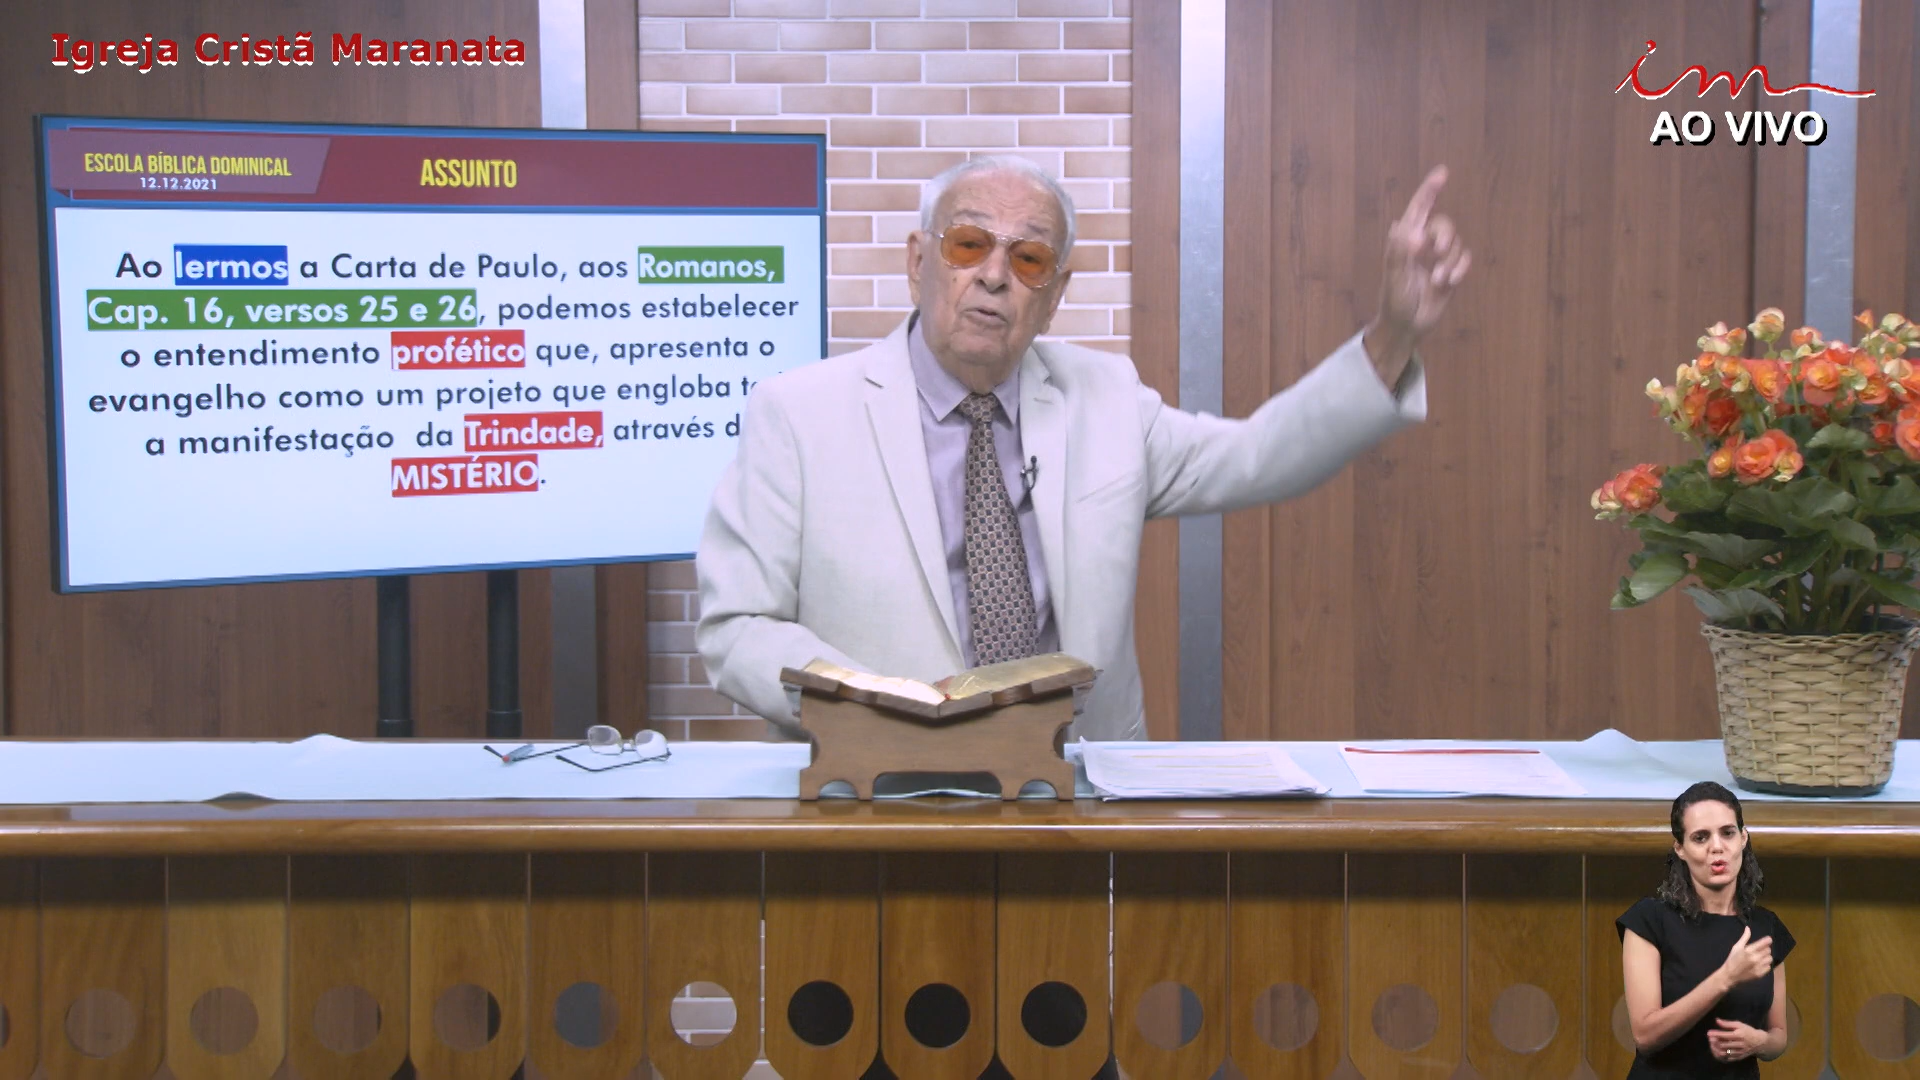 Igreja Cristã Maranata
im
AO VIVO
ESCOLA BÍBLICA DOMINICAL
12.12.2021
ASSUNTO
Ao lermos a Carta de Paulo, aos Romanos,
Cap. 16, versos 25 e 26, podemos estabelecer
o entendimento profético que, apresenta o
evangelho como um projeto que engloba
a manifestação da Trindade, através
MISTÉRIO.